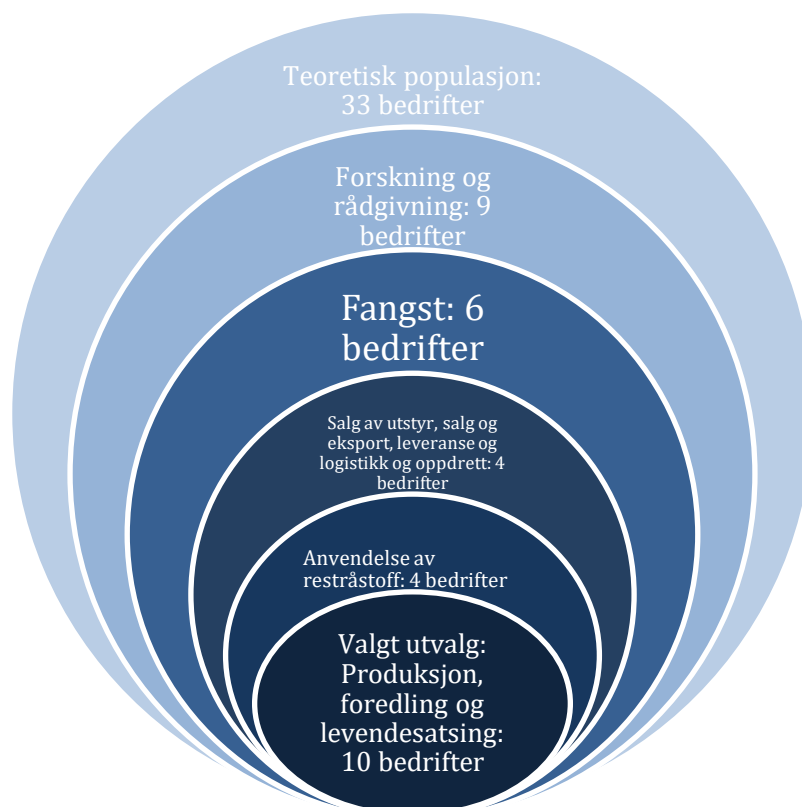 Teoretisk populasjon:
33 bedrifter
Forskning og
rådgivning: 9
bedrifter
Fangst: 6
bedrifter
Salg av utstyr, salg og
eksport, leveranse og
logistikk og oppdrett: 4
bedrifter
Anvendelse av
restråstoff: 4 bedrifter
Valgt utvalg:
Produksjon,
foredling og
levendesatsing:
10 bedrifter